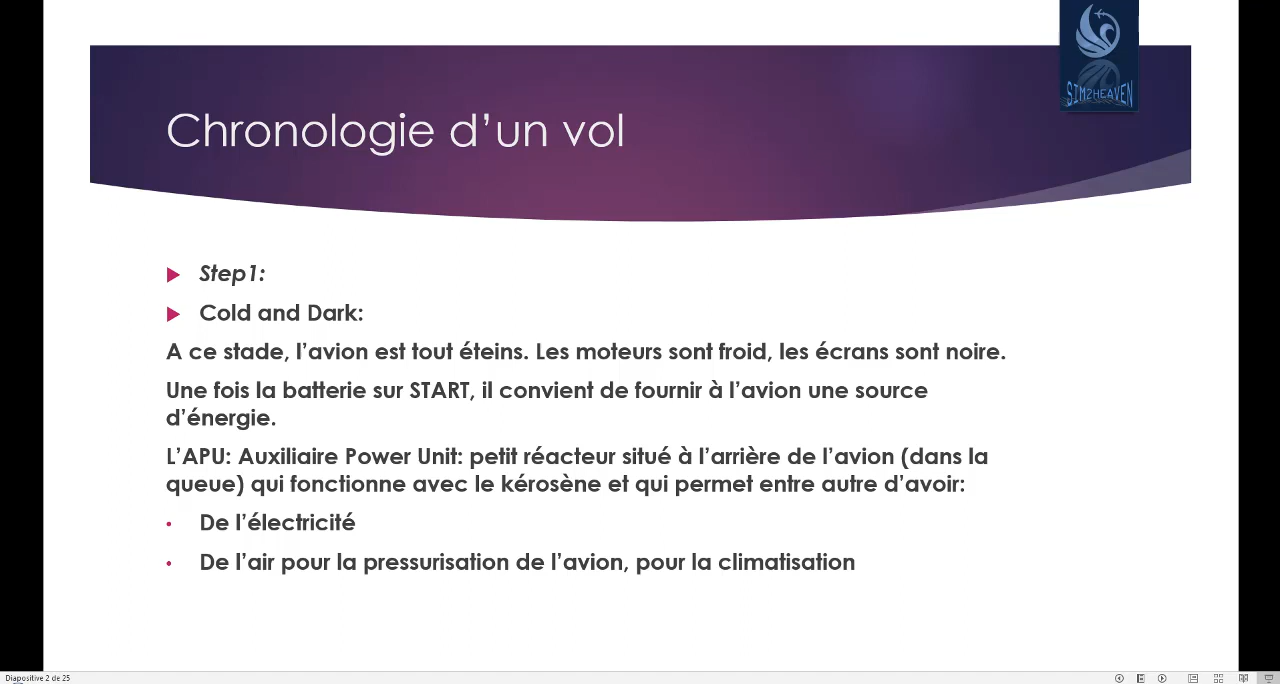 SIM2HEAVEN
Chronologie d’un vol
Step1:
Cold and Dark:
A ce stade, l’avion est tout éteins. Les moteurs sont froid, les écrans sont noire.
Une fois la batterie sur START, il convient de fournir à l’avion une source
d’énergie.
L’APU: Auxiliaire Power Unit: petit réacteur situé à l’arrière de l’avion (dans la
queue) qui fonctionne avec le kérosène et qui permet entre autre d’avoir:
De l’électricité
De l’air pour la pressurisation de l’avion, pour la climatisation
Diapositive 2 de 25